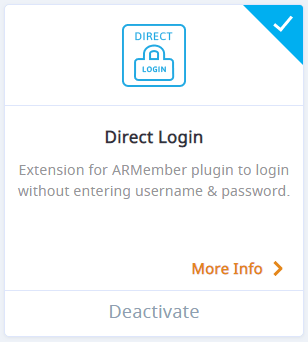 DIRECT
LOGIN
Direct Login
Extension for ARMember plugin to login
without entering username & password.
More Info
Deactivate